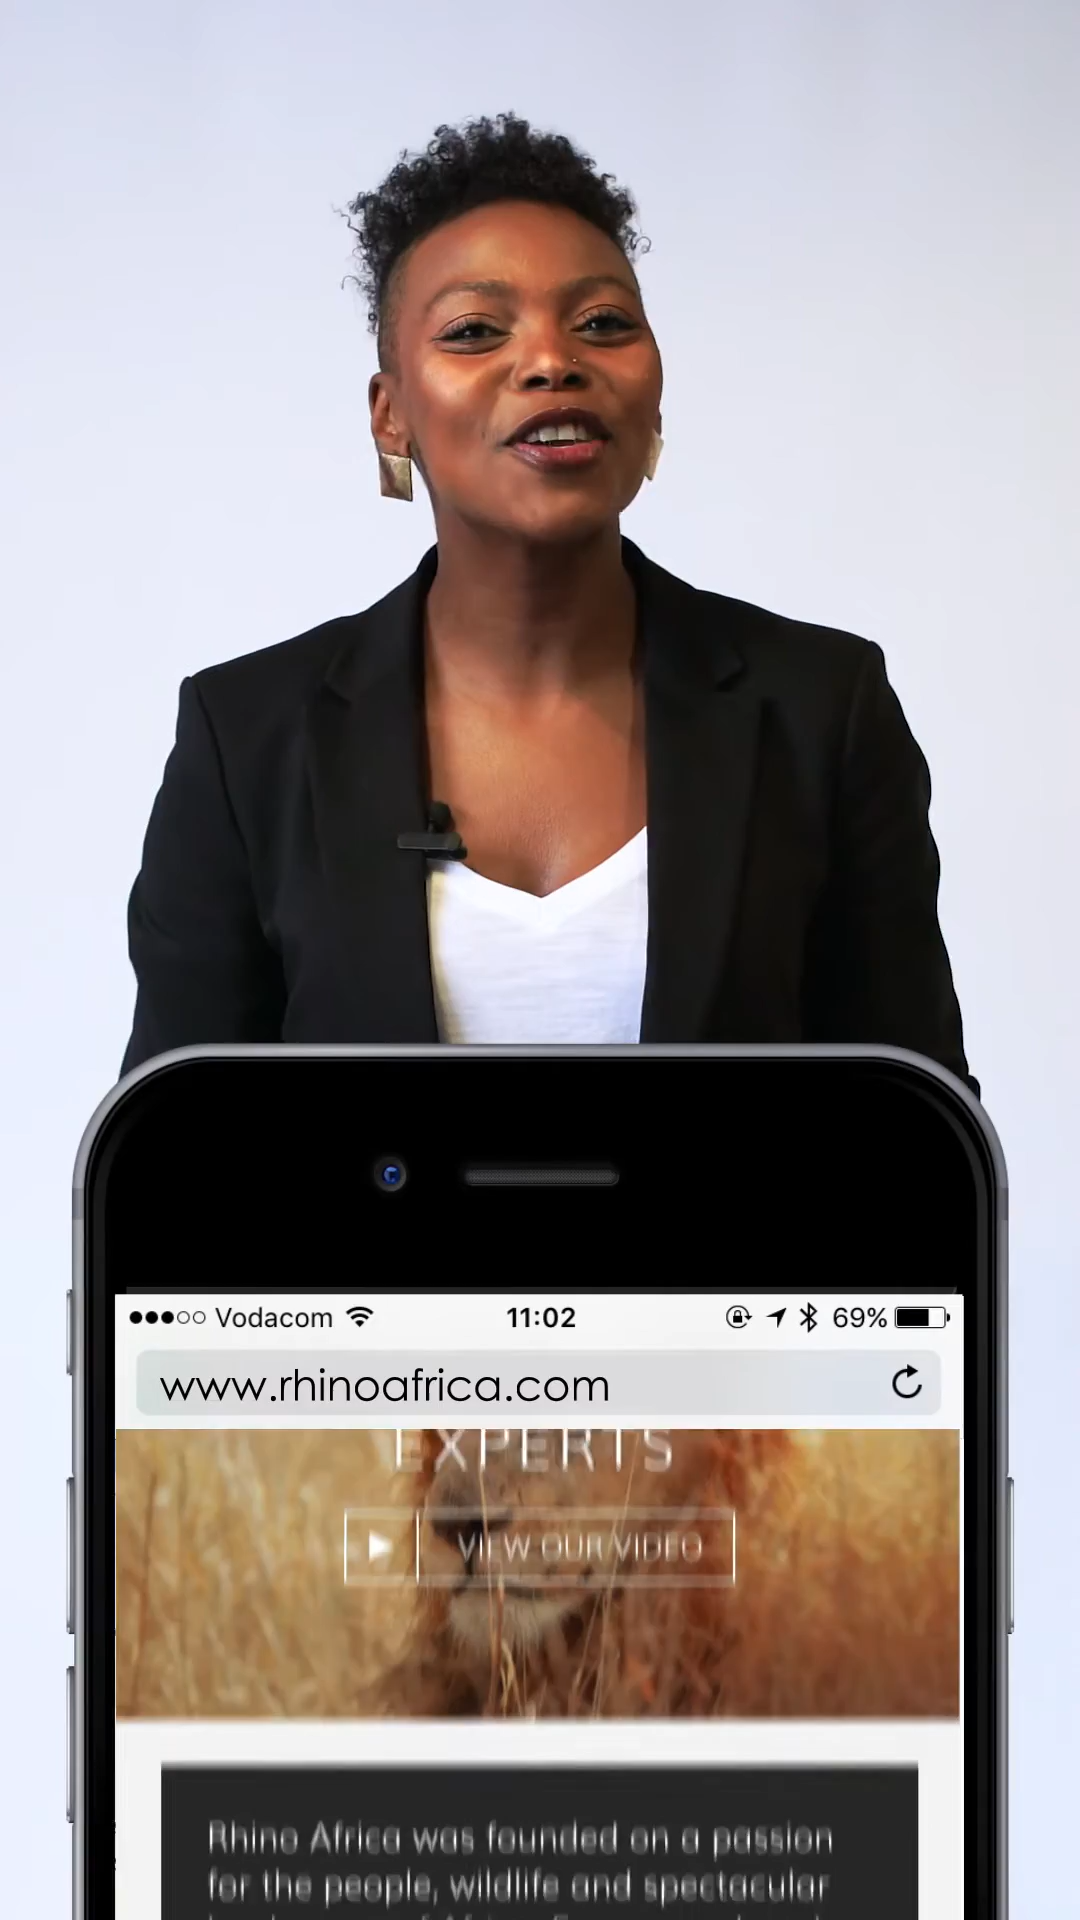 Vodacom 11:02 69%
www.rhinoafrica.com
EXPERTS
VIEW OUR VIDEO
Rhino Africa was founded on a passion
for the people, wildlife and spectacular